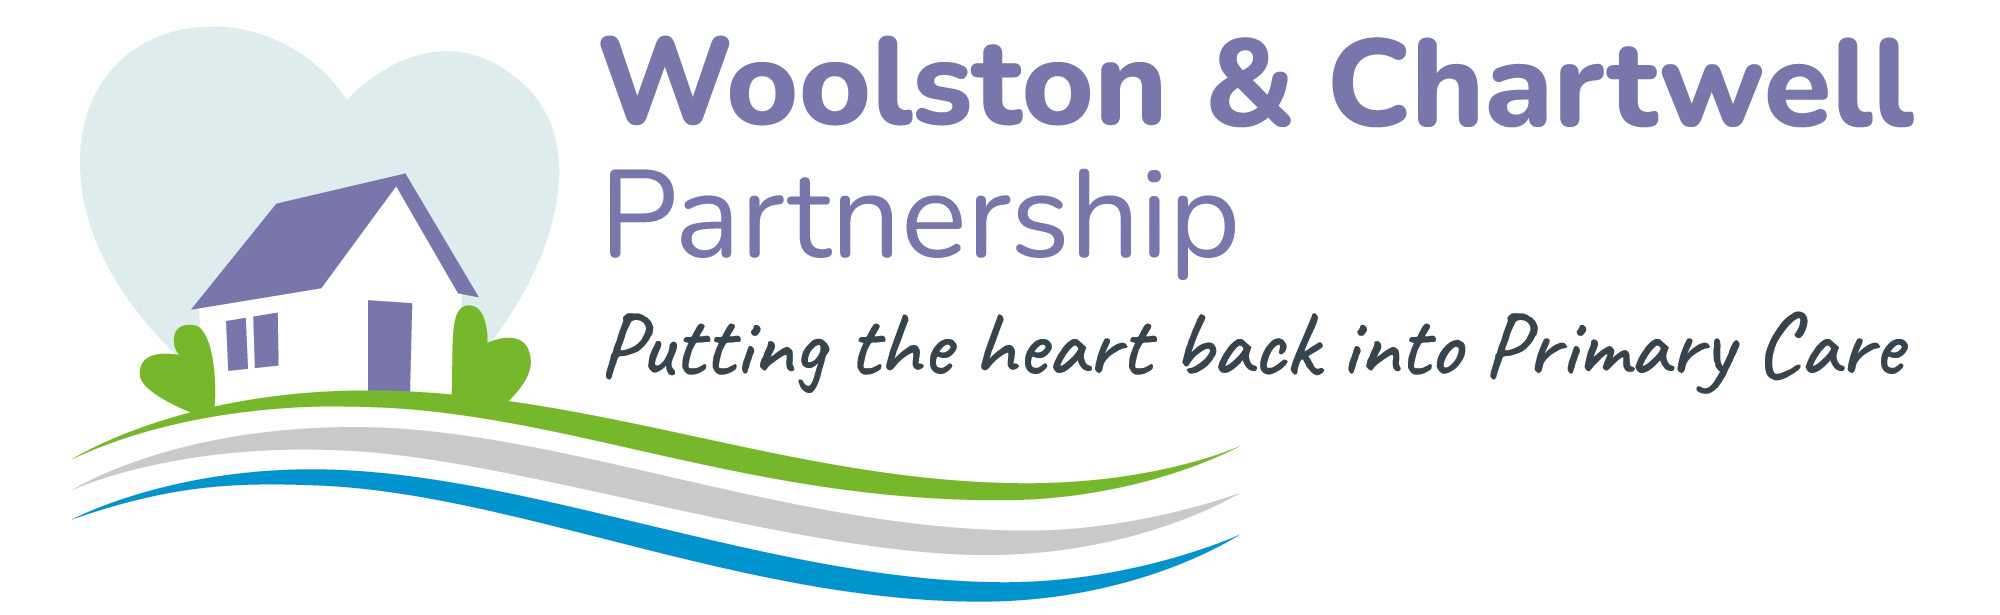 Woolston & Chartwell
Partnership
Putting the heart back into Primary Care